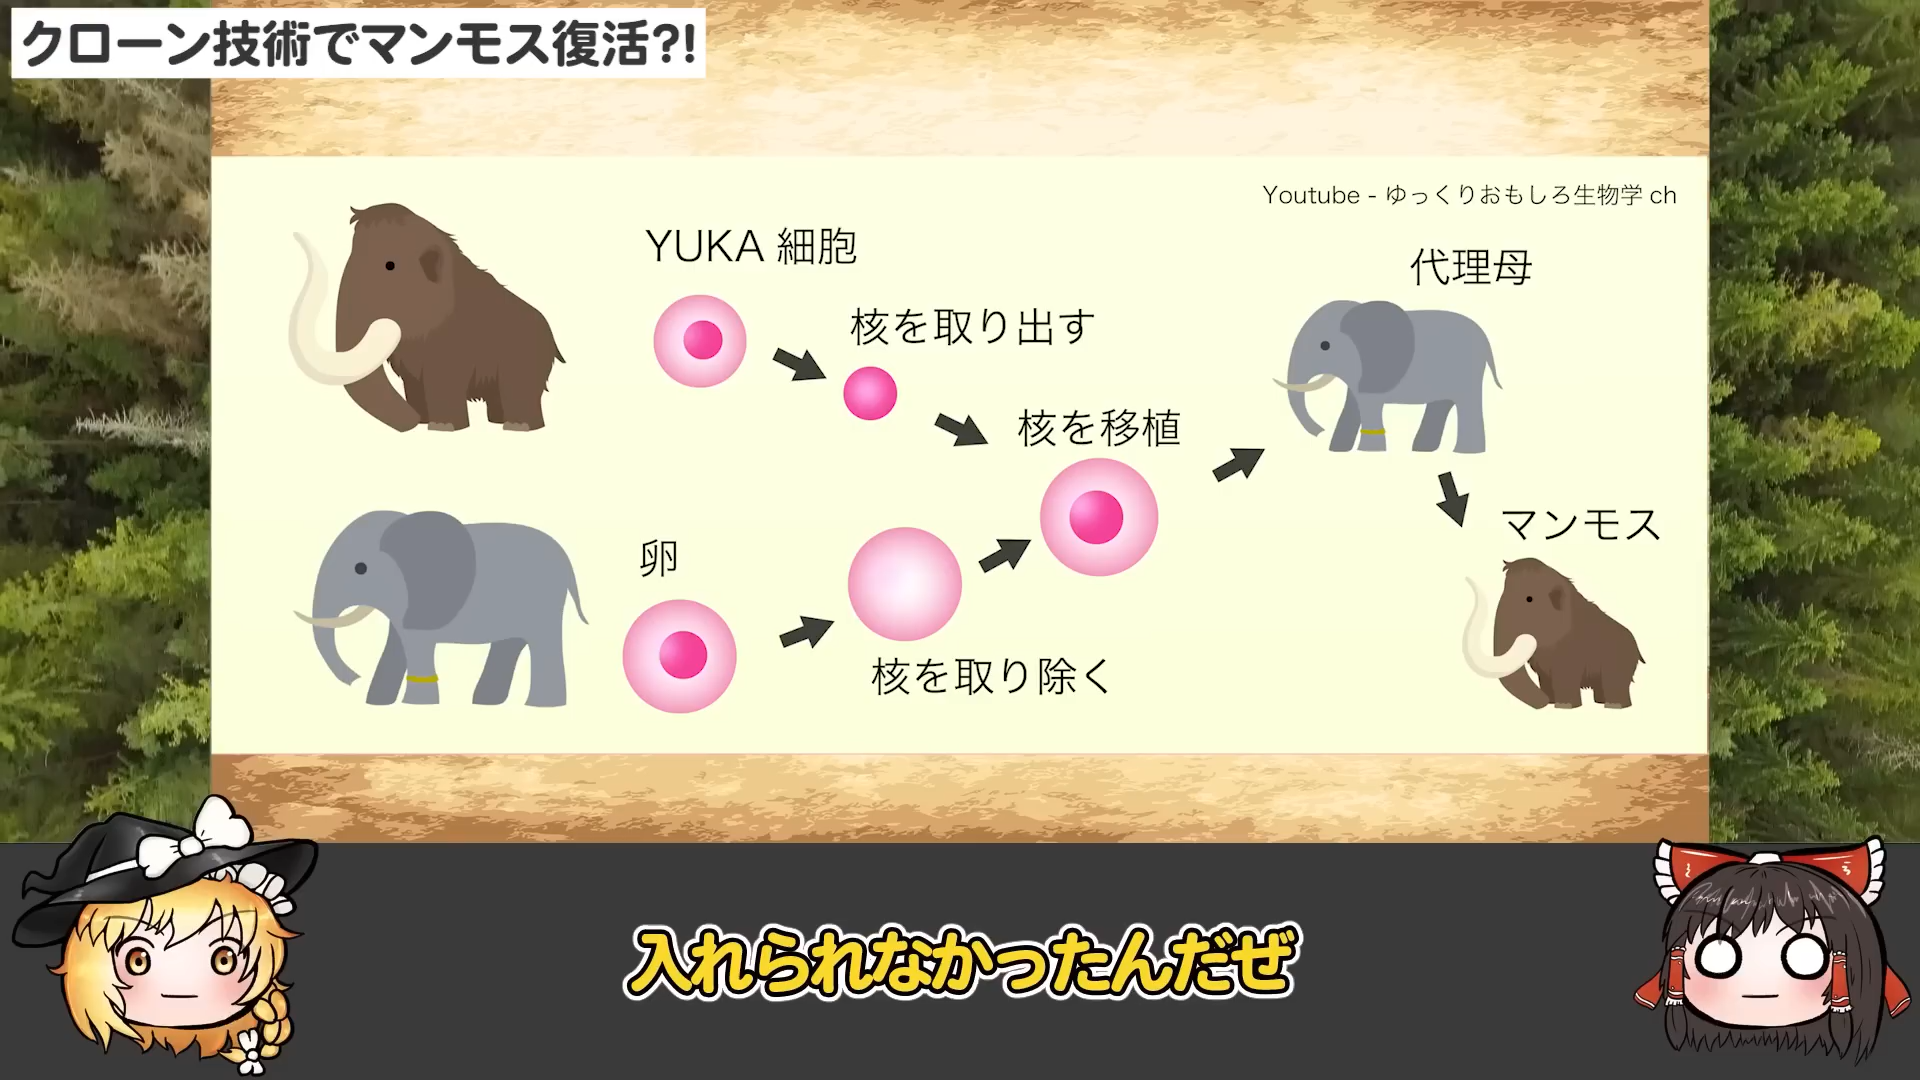 クローン技術でマンモス復活?!
Youtube - ゆっくりおもしろ生物学 ch
YUKA 細胞
核を取り出す
代理母
核を移植
マンモス
卵
核を取り除く
入れられなかったんだぜ